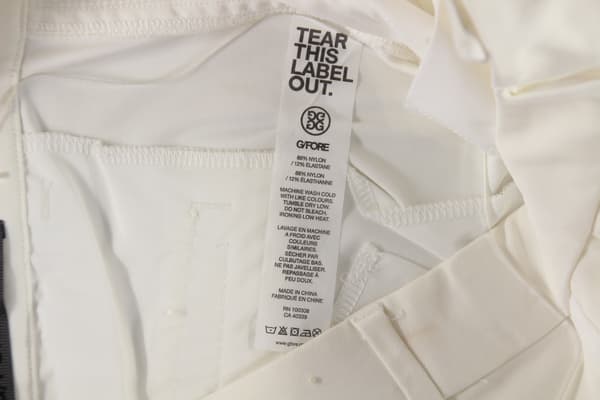 TEAR
THIS
LABEL
OUT.
G/FORE
88% NYLON
/ 12% ELASTANE
88% NYLON
/ 12% ÉLASTHANNE
MACHINE WASH COLD
WITH LIKE COLOURS.
TUMBLE DRY LOW.
DO NOT BLEACH.
IRONING LOW HEAT.
LAVAGE EN MACHINE
A FROID AVEC
COULEURS
SIMILAIRES.
SÉCHER PAR
CULBUTAGE BAS.
NE PAS JAVELLISER.
REPASSAGE À
FEU DOUX.
MADE IN CHINA
FABRIQUÉ EN CHINE
RN 100308
CA 40339